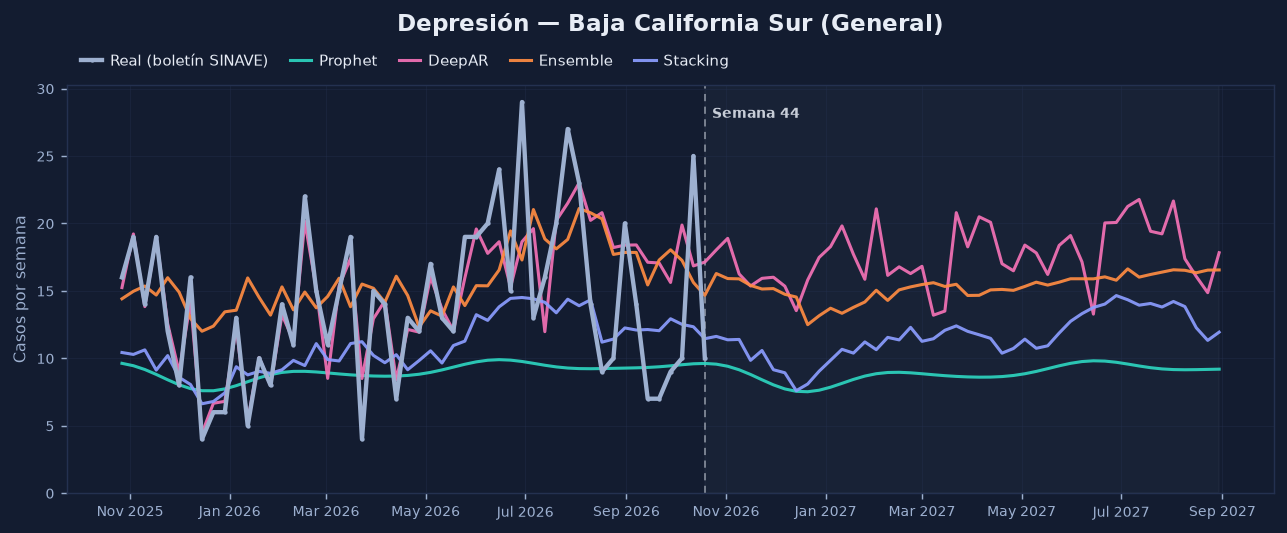 Depresión — Baja California Sur (General)
Real (boletín SINAVE) Prophet DeepAR Ensemble Stacking
Casos por semana
30
25
20
15
10
5
0
Semana 44
Nov 2025 Jan 2026 Mar 2026 May 2026 Jul 2026 Sep 2026 Nov 2026 Jan 2027 Mar 2027 May 2027 Jul 2027 Sep 2027